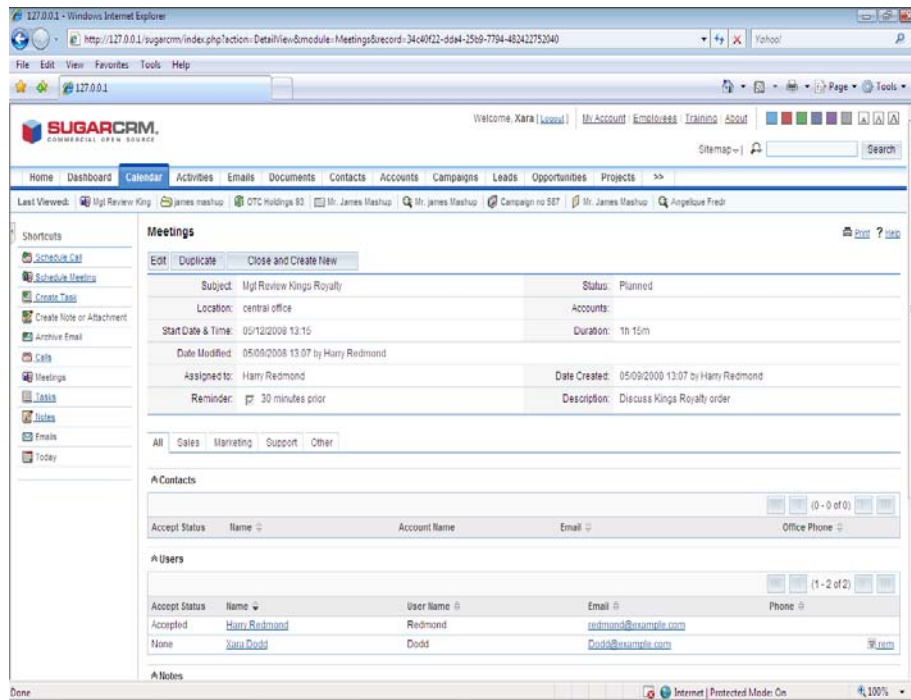 127.0.0.1 - Windows Internet Explorer
http://127.0.0.1/sugarcrm/index.php?action=DetailView&module=Meetings&record=34c40f22-dda4-25b9-7794-482422752040
Yahoo!
File Edit View Favorites Tools Help
127.0.0.1
Page Tools
SUGARCRM.
COMMERCIAL OPEN SOURCE
Welcome, Xara [ Logout ] My Account Employees Training About
A A A
Sitemap Search
Home Dashboard Calendar Activities Emails Documents Contacts Accounts Campaigns Leads Opportunities Projects >>
Last Viewed: Mgt Review King james mashup OTC Holdings 83 Mr. James Mashup Mr. james Mashup Campaign no 587 Mr. James Mashup Angelique Fredr
Shortcuts
Schedule Call
Schedule Meeting
Create Task
Create Note or Attachment
Archive Email
Calls
Meetings
Tasks
Notes
Emails
Today
Meetings
Print ? Help
Edit Duplicate Close and Create New
Subject: Mgt Review Kings Royalty Status: Planned
Location: central office Accounts:
Start Date & Time: 05/12/2008 13:15 Duration: 1h 15m
Date Modified: 05/09/2008 13:07 by Harry Redmond
Assigned to: Harry Redmond Date Created: 05/09/2008 13:07 by Harry Redmond
Reminder: 30 minutes prior Description: Discuss Kings Royalty order
All Sales Marketing Support Other
Contacts
(0 - 0 of 0)
Accept Status Name Account Name Email Office Phone
Users
(1 - 2 of 2)
Accept Status Name User Name Email Phone
Accepted Harry Redmond Redmond redmond@example.com
None Xara Dodd Dodd Dodd@example.com rem
Notes
Done Internet | Protected Mode: On 100%